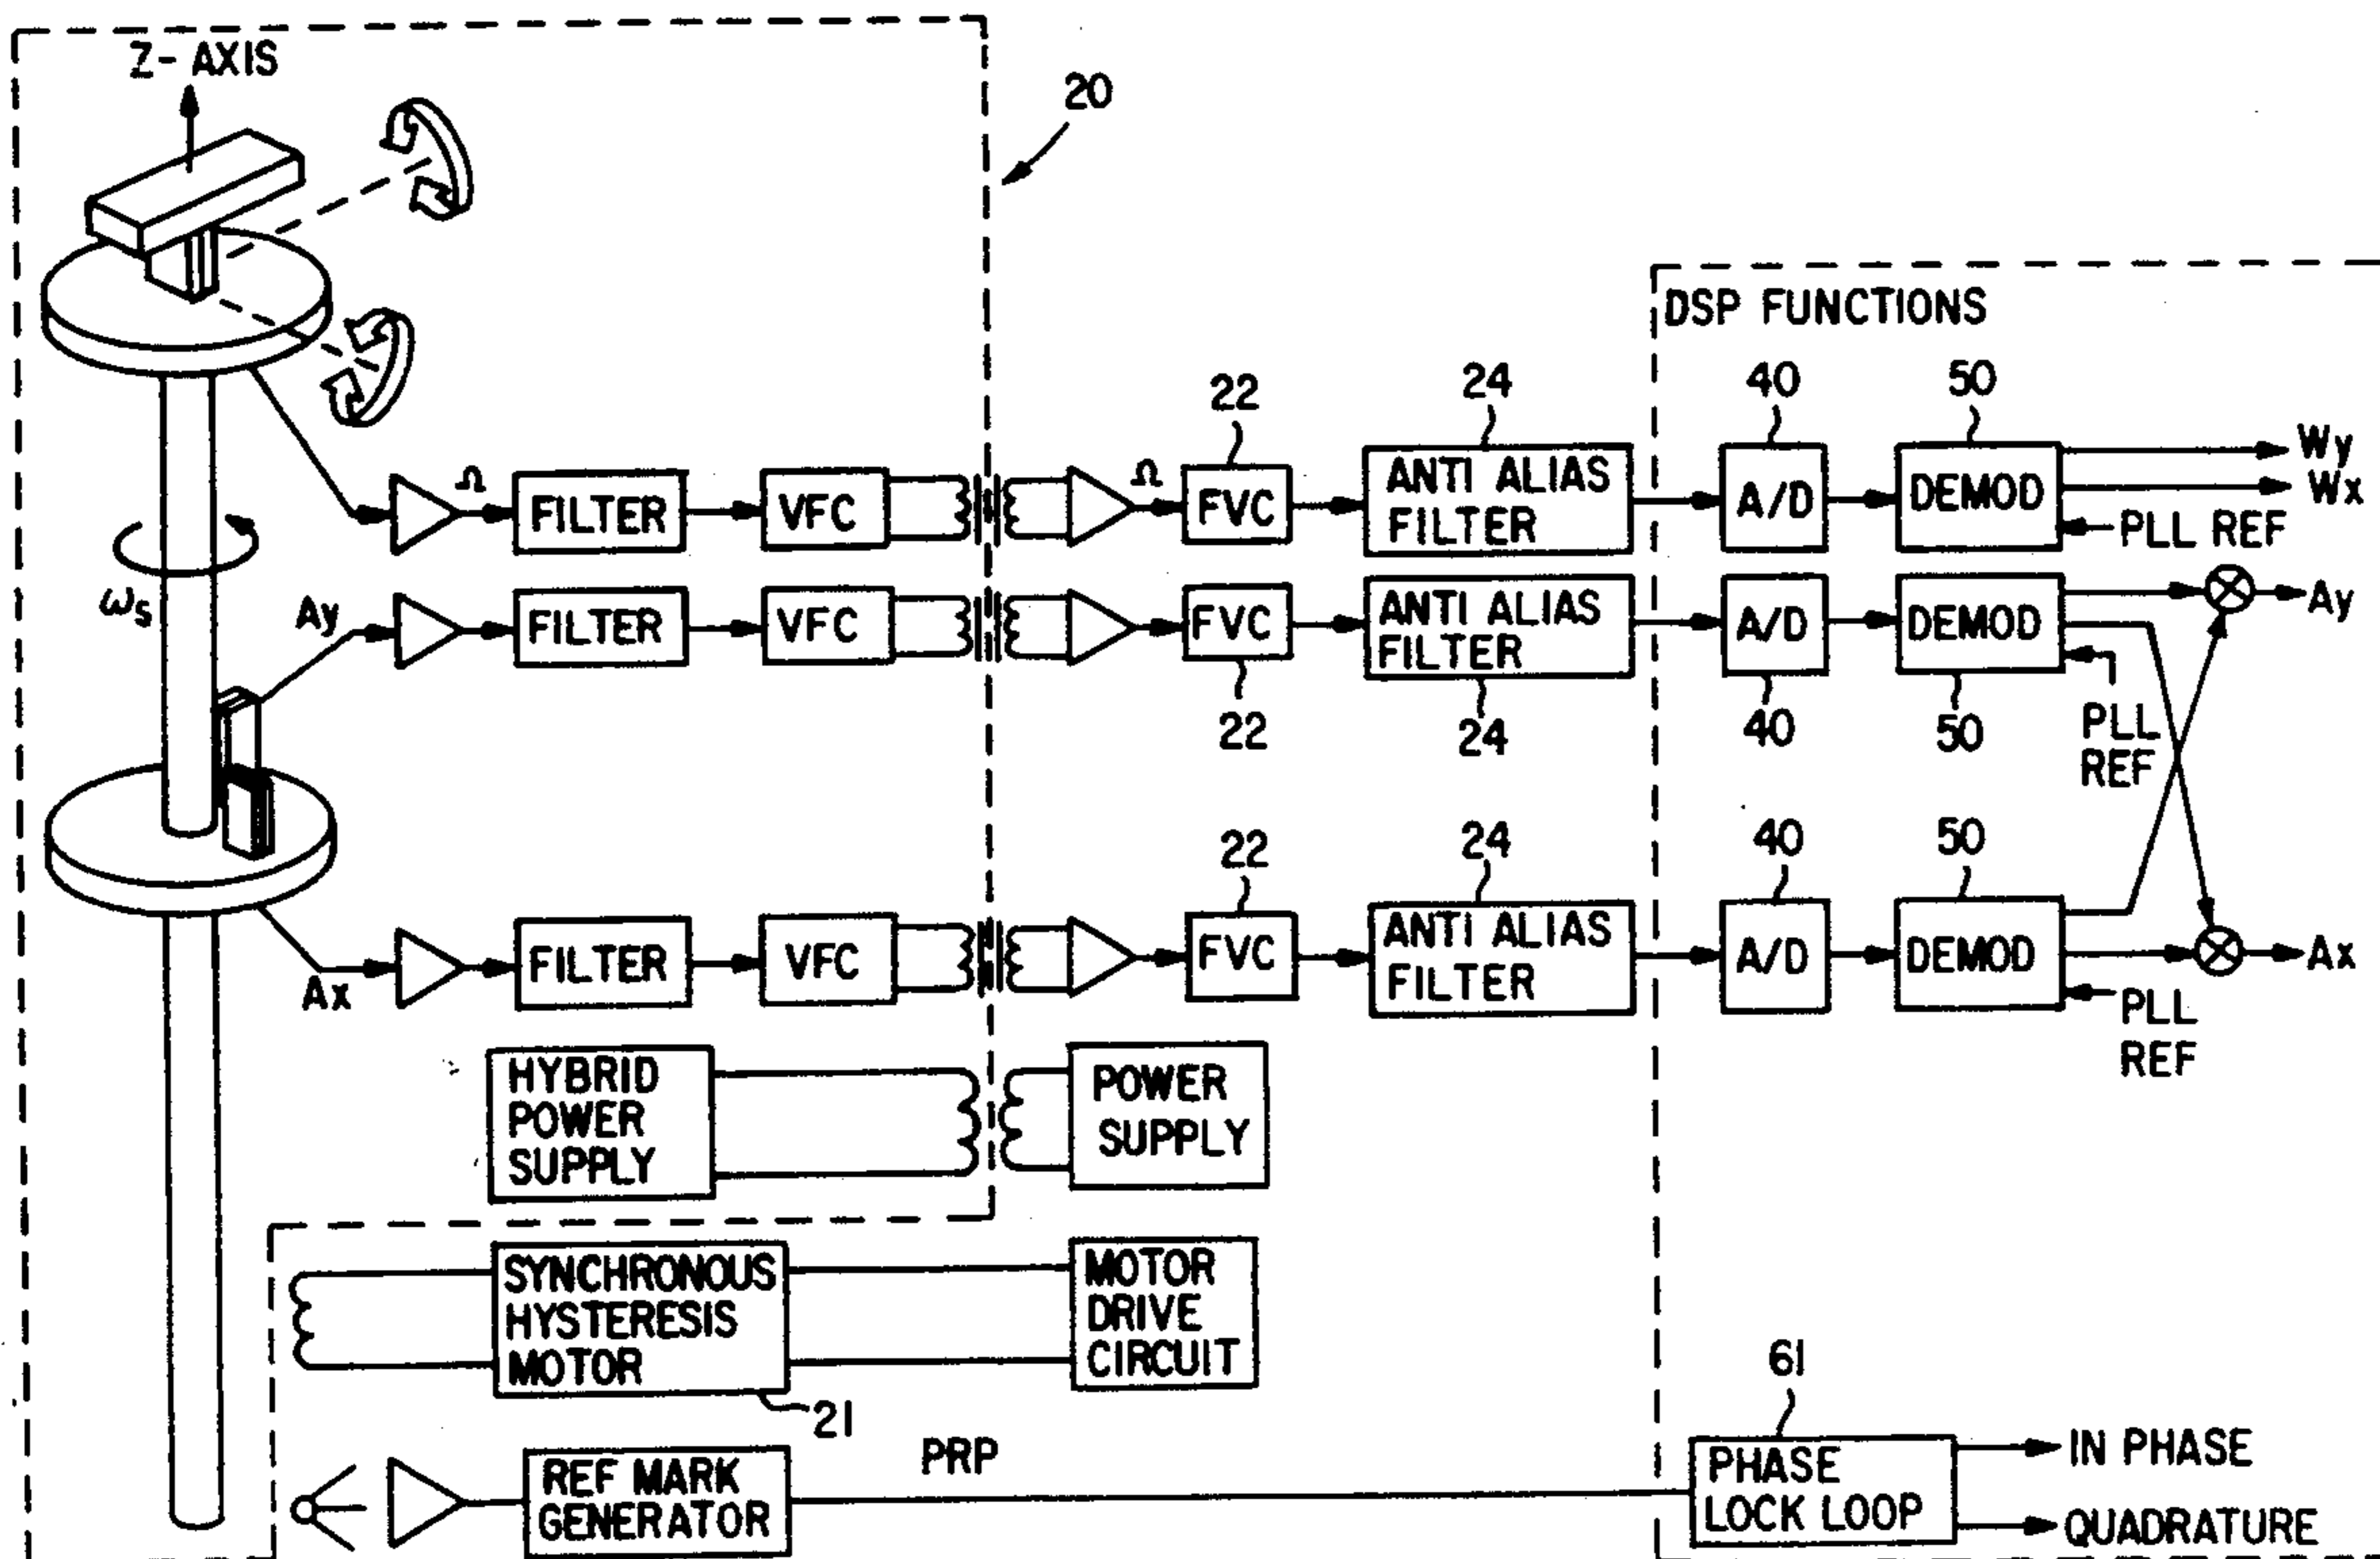 Z-AXIS
20
DSP FUNCTIONS
22
24
40
50
Ω
FILTER
VFC
Ω
FVC
ANTI ALIAS
FILTER
A/D
DEMOD
Wy
Wx
PLL REF
ωs
Ay
FILTER
VFC
FVC
ANTI ALIAS
FILTER
A/D
DEMOD
Ay
22
24
40
50
PLL
REF
22
24
40
50
Ax
FILTER
VFC
FVC
ANTI ALIAS
FILTER
A/D
DEMOD
Ax
PLL
REF
HYBRID
POWER
SUPPLY
POWER
SUPPLY
SYNCHRONOUS
HYSTERESIS
MOTOR
MOTOR
DRIVE
CIRCUIT
21
61
REF MARK
GENERATOR
PRP
PHASE
LOCK LOOP
IN PHASE
QUADRATURE